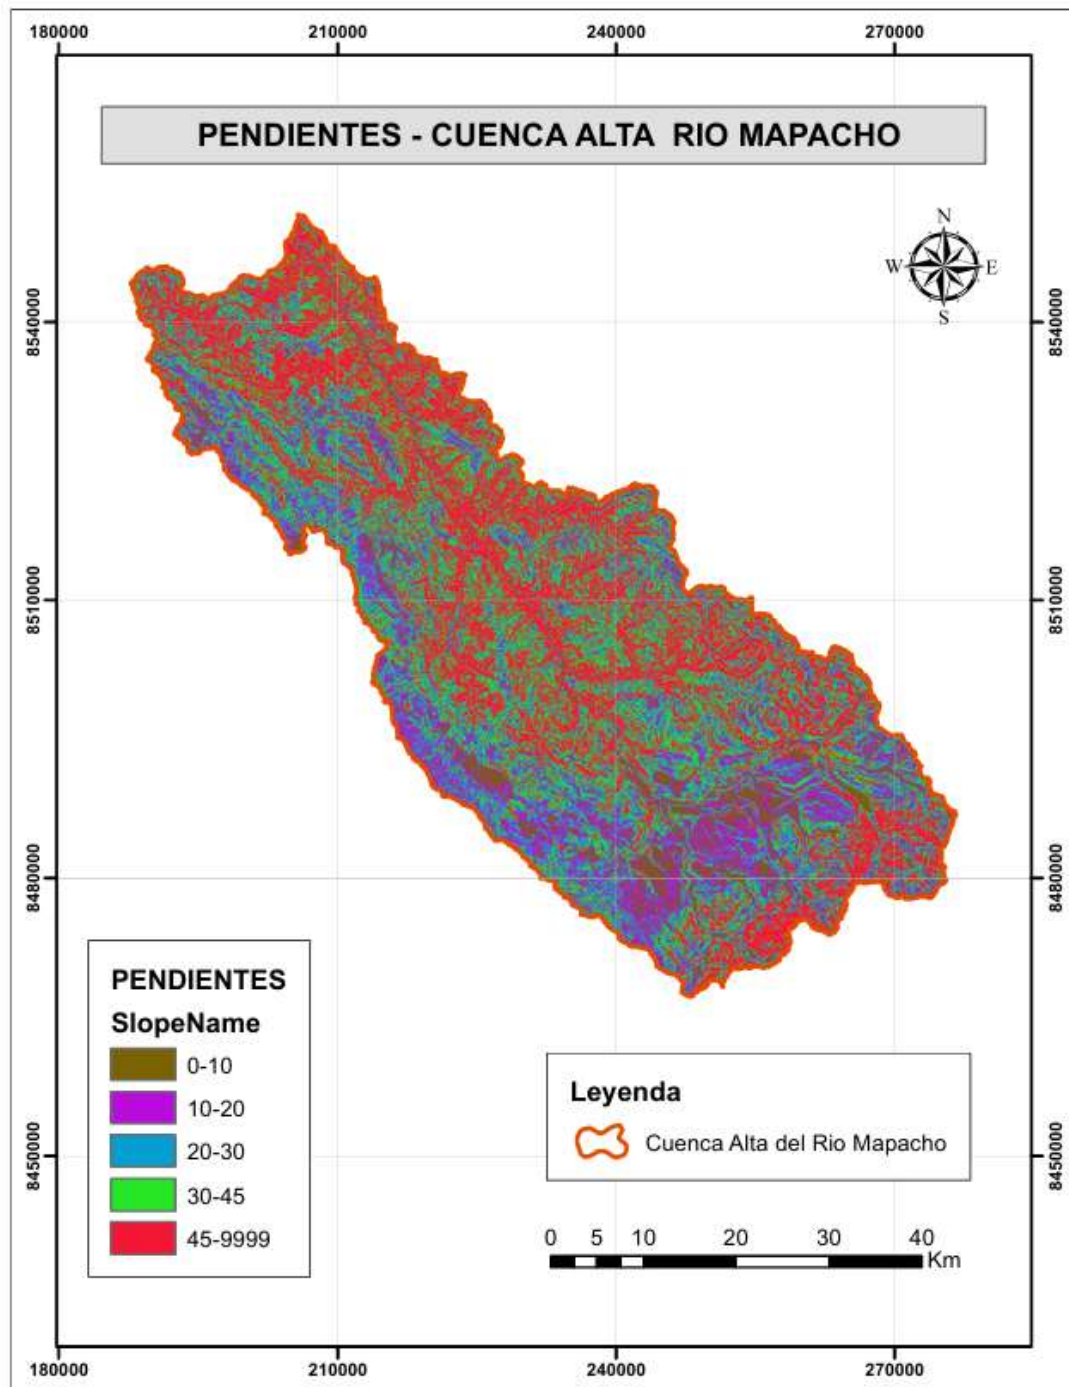 180000 210000 240000 270000
PENDIENTES - CUENCA ALTA RIO MAPACHO
N
W E
S
8540000 8540000
8510000 8510000
8480000 8480000
8450000 8450000
PENDIENTES
SlopeName
0-10
10-20
20-30
30-45
45-9999
Leyenda
Cuenca Alta del Rio Mapacho
0 5 10 20 30 40
Km
180000 210000 240000 270000